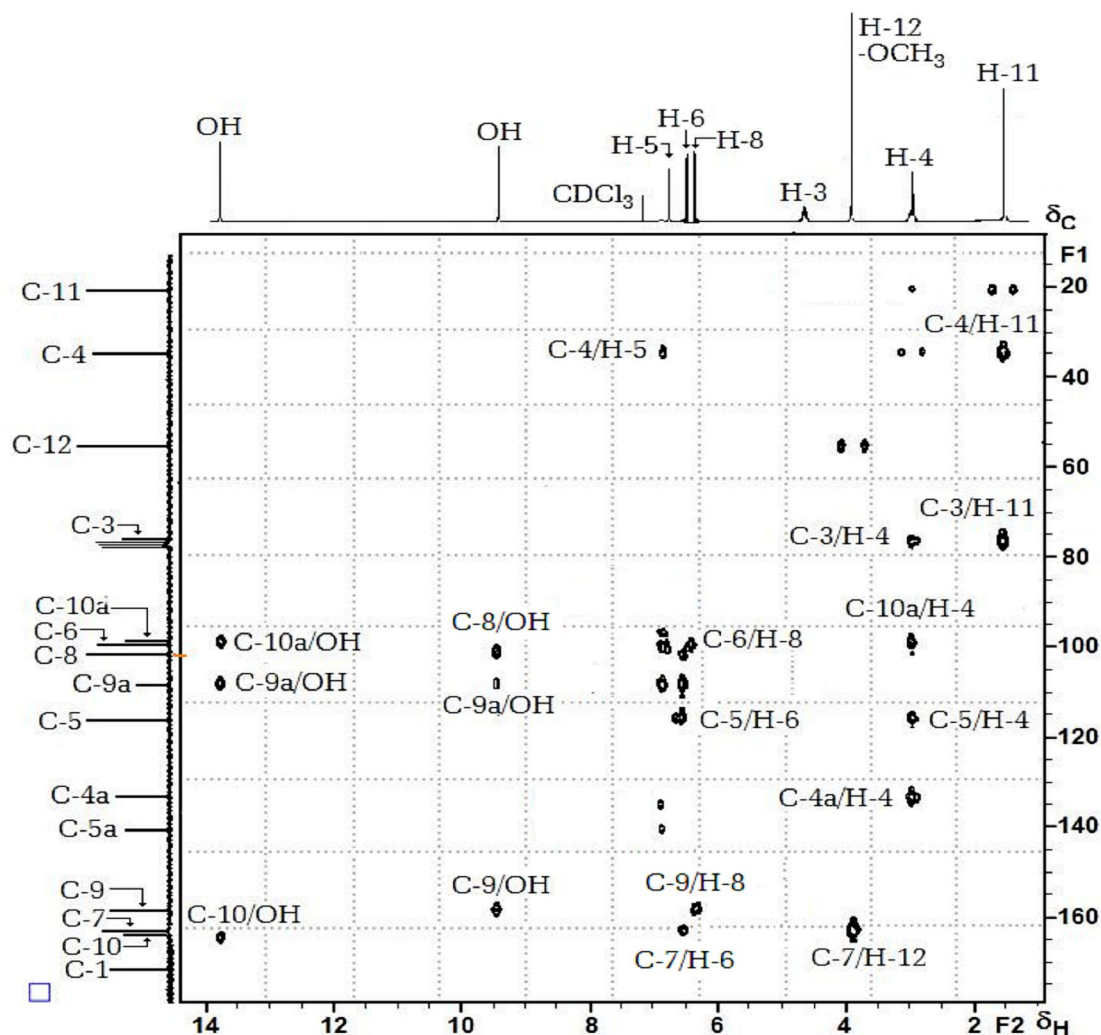 H-12
-OCH₃
H-11
OH
OH
H-6
H-5
H-8
H-4
CDCl₃
H-3
δC
F1
C-11
20
C-4/H-11
C-4
C-4/H-5
40
C-12
60
C-3
C-3/H-11
C-3/H-4
80
C-10a
C-6
C-8
C-8/OH
C-10a/H-4
C-10a/OH
C-6/H-8
100
C-9a
C-9a/OH
C-9a/OH
C-5
C-5/H-6
C-5/H-4
120
C-4a
C-4a/H-4
C-5a
140
C-9
C-9/OH
C-9/H-8
C-7
C-10/OH
160
C-10
C-7/H-6
C-7/H-12
C-1
14 12 10 8 6 4 2 F2 δH